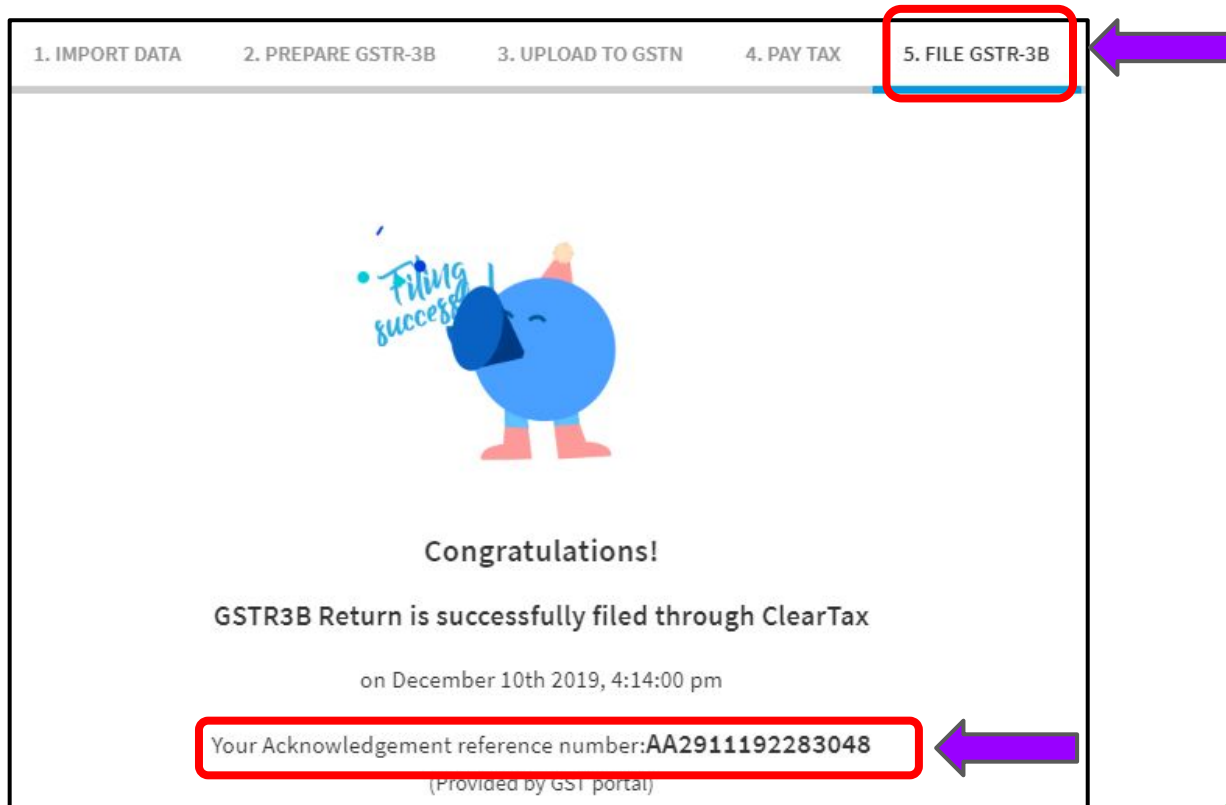 1. IMPORT DATA 2. PREPARE GSTR-3B 3. UPLOAD TO GSTN 4. PAY TAX 5. FILE GSTR-3B
Filing
success
Congratulations!
GSTR3B Return is successfully filed through ClearTax
on December 10th 2019, 4:14:00 pm
Your Acknowledgement reference number:AA2911192283048
(Provided by GST portal)